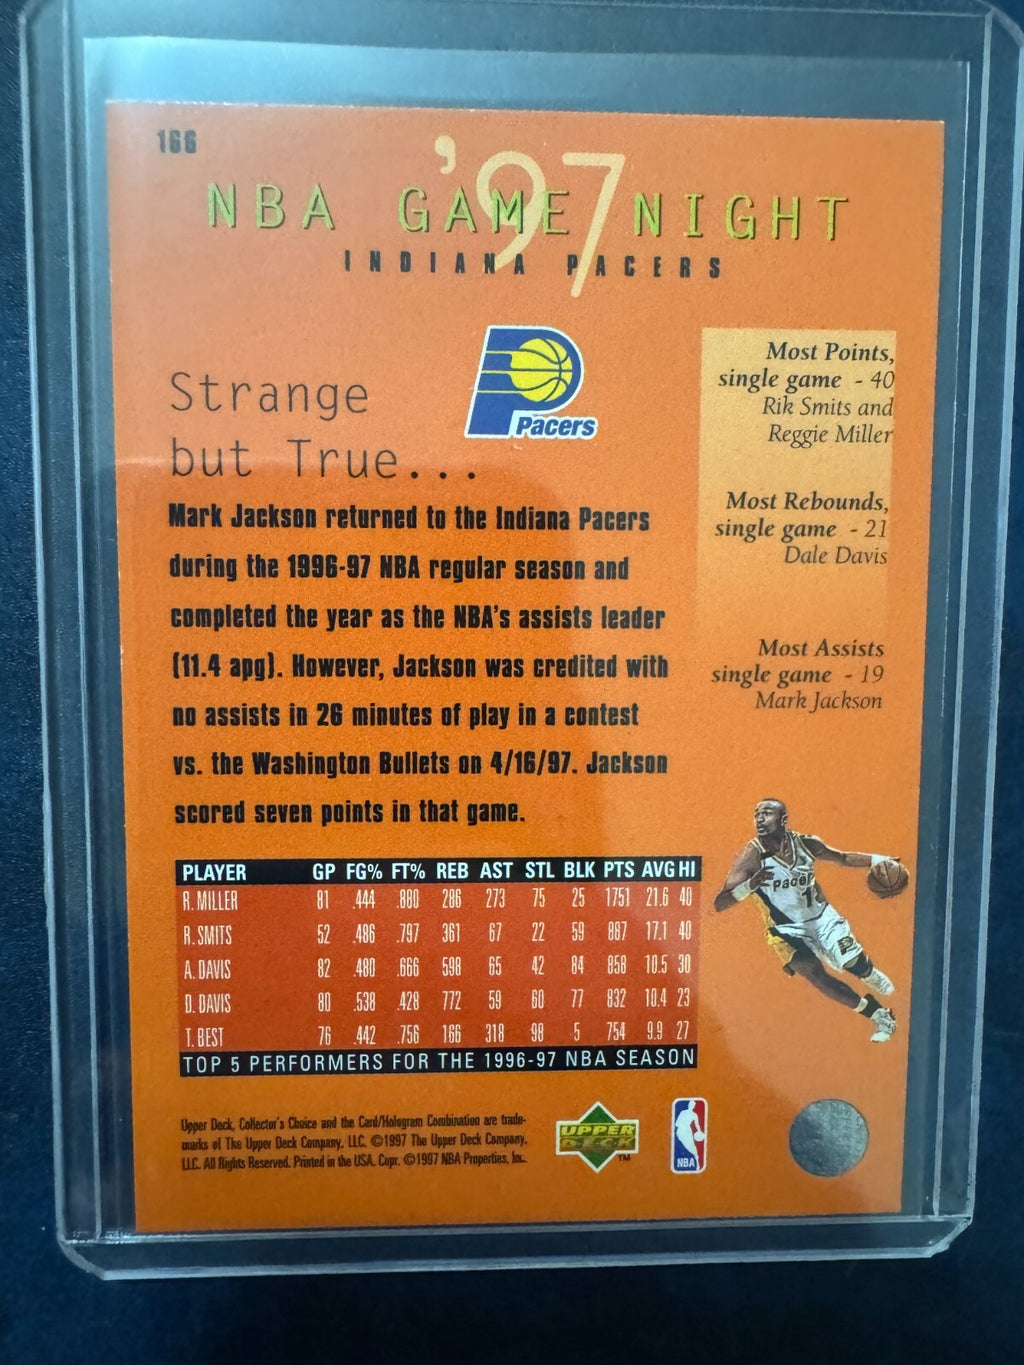 166
'97
NBA GAME NIGHT
INDIANA PACERS
Pacers
Strange
but True...
Mark Jackson returned to the Indiana Pacers
during the 1996-97 NBA regular season and
completed the year as the NBA's assists leader
(11.4 apg). However, Jackson was credited with
no assists in 26 minutes of play in a contest
vs. the Washington Bullets on 4/16/97. Jackson
scored seven points in that game.
Most Points,
single game - 40
Rik Smits and
Reggie Miller
Most Rebounds,
single game - 21
Dale Davis
Most Assists
single game - 19
Mark Jackson
PLAYER GP FG% FT% REB AST STL BLK PTS AVG HI
R. MILLER 81 .444 .880 286 273 75 25 1751 21.6 40
R. SMITS 52 .486 .797 361 67 22 59 887 17.1 40
A. DAVIS 82 .480 .666 598 65 42 84 858 10.5 30
D. DAVIS 80 .538 .428 772 59 60 77 832 10.4 23
T. BEST 76 .442 .756 166 318 98 5 754 9.9 27
TOP 5 PERFORMERS FOR THE 1996-97 NBA SEASON
Upper Deck, Collector's Choice and the Card/Hologram Combination are trade-
marks of The Upper Deck Company, LLC. ©1997 The Upper Deck Company,
LLC. All Rights Reserved. Printed in the USA. Copr. ©1997 NBA Properties, Inc.
UPPER
DECK
TM
NBA